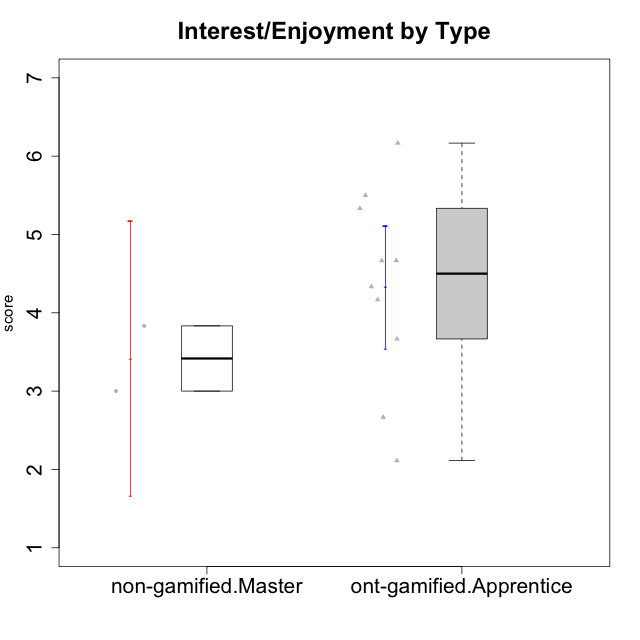 Interest/Enjoyment by Type
7
6
5
4
3
2
1
score
non-gamified.Master
ont-gamified.Apprentice